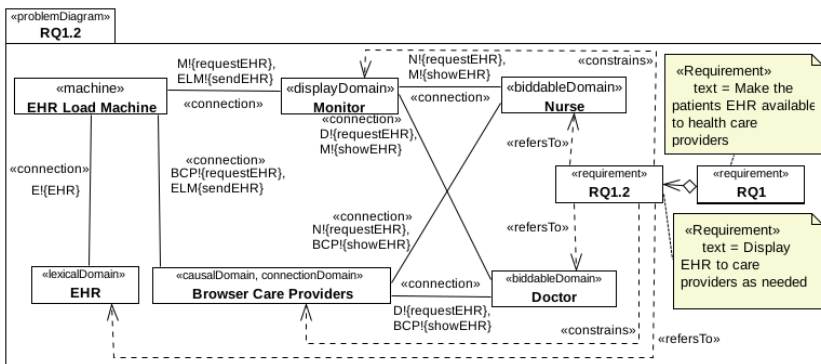 «problemDiagram»
RQ1.2
M!{requestEHR},
ELM!{sendEHR}
N!{requestEHR},
M!{showEHR}
«constrains»
«machine»
EHR Load Machine
«connection»
«displayDomain»
Monitor
«connection»
«biddableDomain»
Nurse
«Requirement»
text = Make the
patients EHR available
to health care
providers
«connection»
D!{requestEHR},
M!{showEHR}
«refersTo»
«connection»
E!{EHR}
«connection»
BCP!{requestEHR},
ELM{sendEHR}
«requirement»
RQ1.2
«requirement»
RQ1
«connection»
N!{requestEHR},
BCP!{showEHR}
«refersTo»
«Requirement»
text = Display
EHR to care
providers as needed
«lexicalDomain»
EHR
«causalDomain, connectionDomain»
Browser Care Providers
«connection»
«biddableDomain»
Doctor
D!{requestEHR},
BCP!{showEHR}
«constrains»
«refersTo»